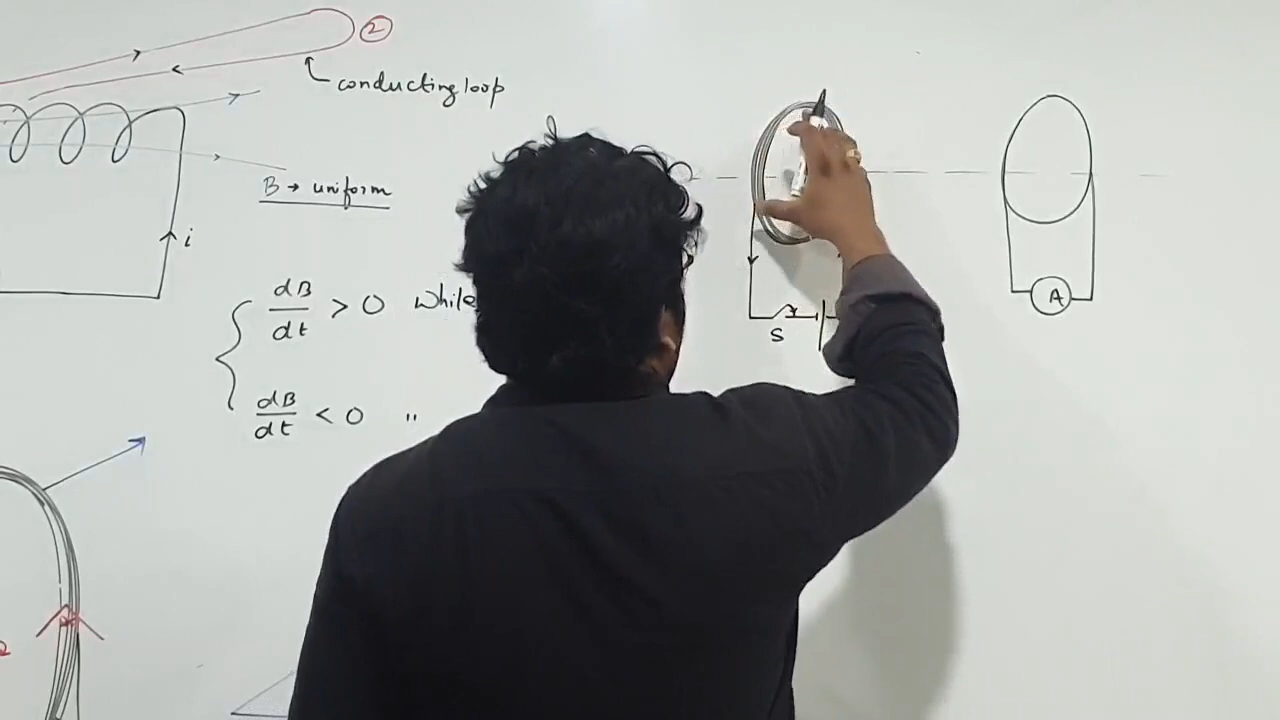 2
conducting loop
B → uniform
i
dB/dt > 0 While
dB/dt < 0 "
S
A